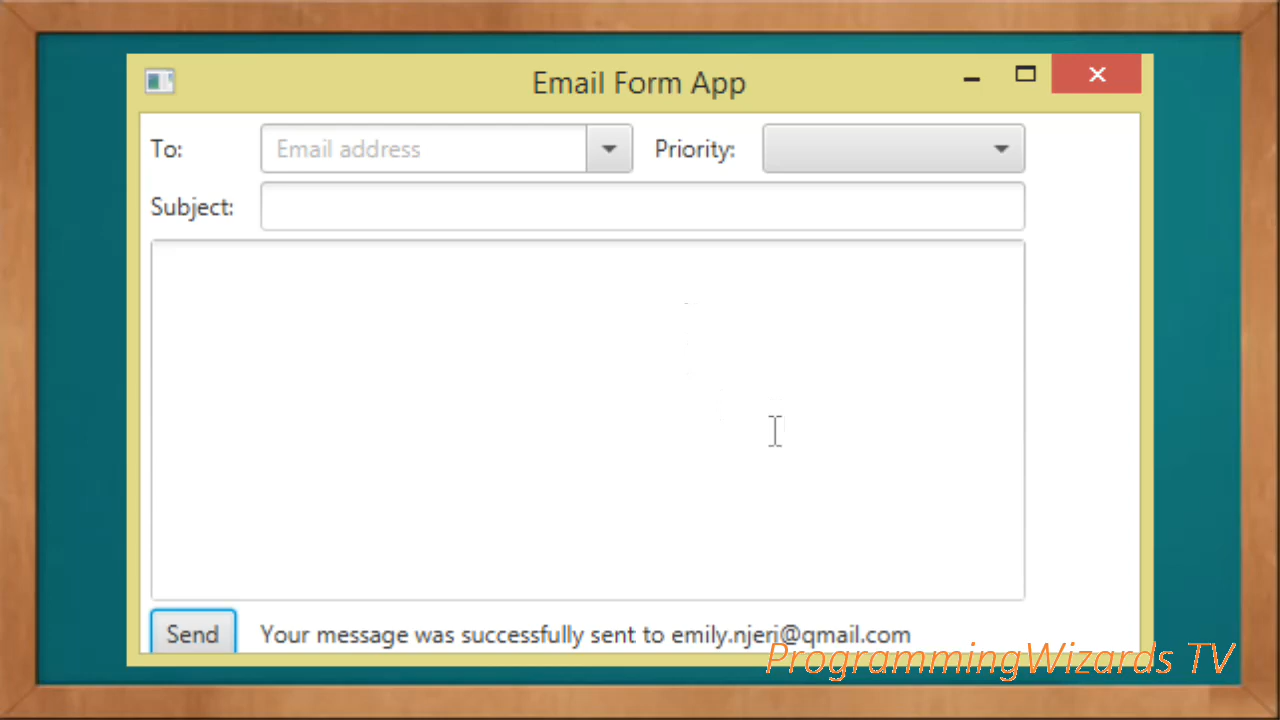 Email Form App
To: Email address Priority:
Subject:
Send Your message was successfully sent to emily.njeri@qmail.com
ProgrammingWizards TV